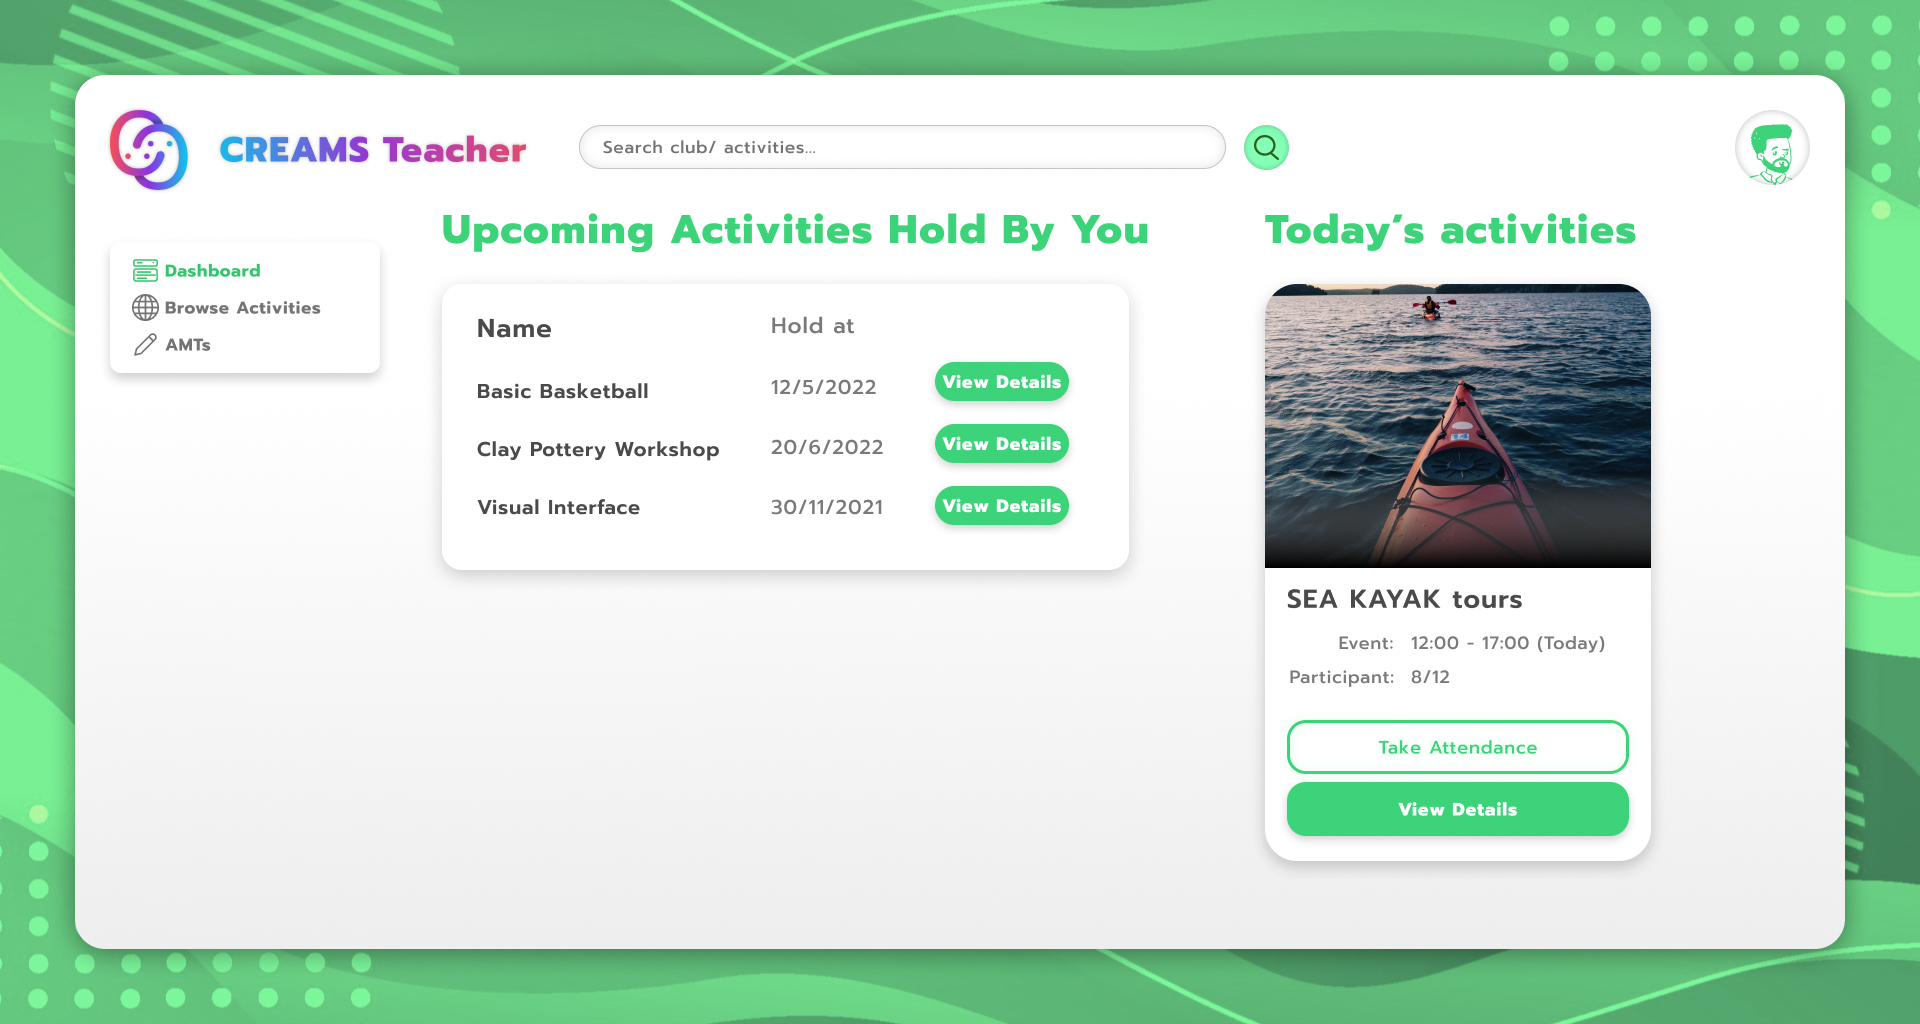 CREAMS Teacher
Search club/ activities...
Dashboard
Browse Activities
AMTs
Upcoming Activities Hold By You
Name Hold at
Basic Basketball 12/5/2022 View Details
Clay Pottery Workshop 20/6/2022 View Details
Visual Interface 30/11/2021 View Details
Today’s activities
14
SEA KAYAK tours
Event: 12:00 - 17:00 (Today)
Participant: 8/12
Take Attendance
View Details